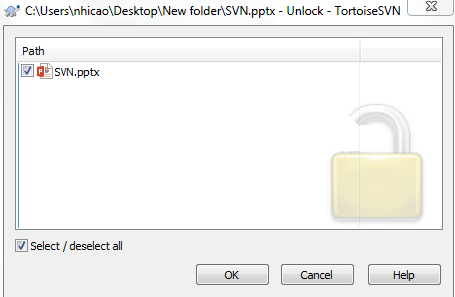 C:\Users\nhicao\Desktop\New folder\SVN.pptx - Unlock - TortoiseSVN
Path
SVN.pptx
Select / deselect all
OK
Cancel
Help